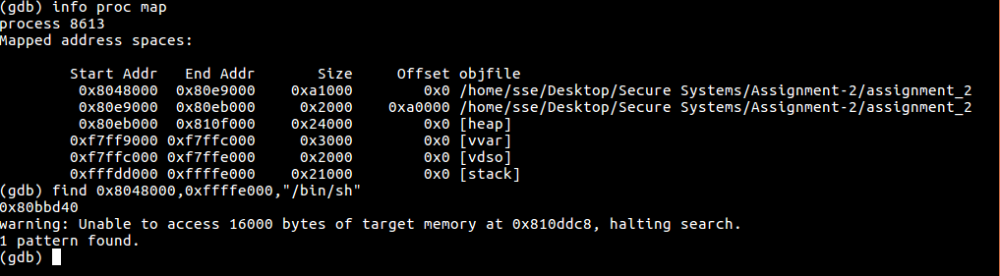 (gdb) info proc map
process 8613
Mapped address spaces:
Start Addr End Addr Size Offset objfile
0x8048000 0x80e9000 0xa1000 0x0 /home/sse/Desktop/Secure Systems/Assignment-2/assignment_2
0x80e9000 0x80eb000 0x2000 0xa0000 /home/sse/Desktop/Secure Systems/Assignment-2/assignment_2
0x80eb000 0x810f000 0x24000 0x0 [heap]
0xf7ff9000 0xf7ffc000 0x3000 0x0 [vvar]
0xf7ffc000 0xf7ffe000 0x2000 0x0 [vdso]
0xfffdd000 0xffffe000 0x21000 0x0 [stack]
(gdb) find 0x8048000,0xffffe000,"/bin/sh"
0x80bbd40
warning: Unable to access 16000 bytes of target memory at 0x810ddc8, halting search.
1 pattern found.
(gdb)